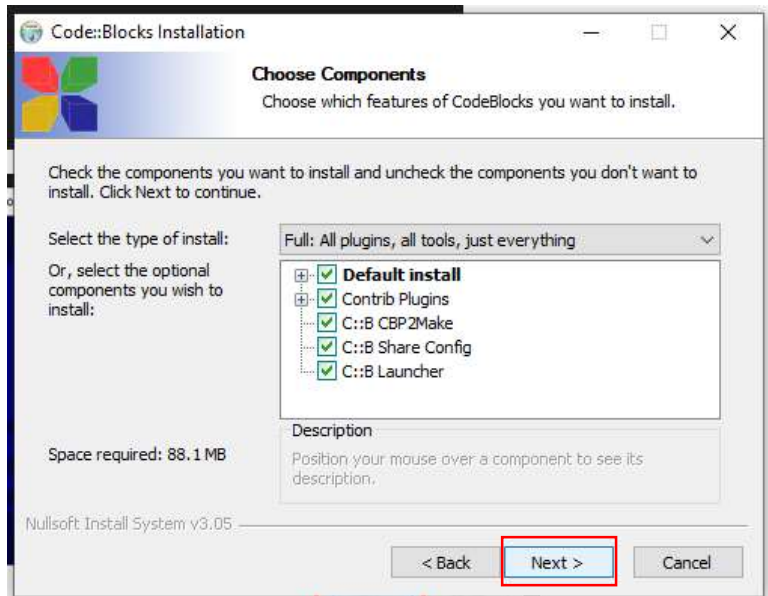 Code::Blocks Installation
Choose Components
Choose which features of CodeBlocks you want to install.
Check the components you want to install and uncheck the components you don't want to
install. Click Next to continue.
Select the type of install:
Full: All plugins, all tools, just everything
Or, select the optional
components you wish to
install:
Default install
Contrib Plugins
C::B CBP2Make
C::B Share Config
C::B Launcher
Space required: 88.1 MB
Description
Position your mouse over a component to see its
description.
Nullsoft Install System v3.05
< Back
Next >
Cancel